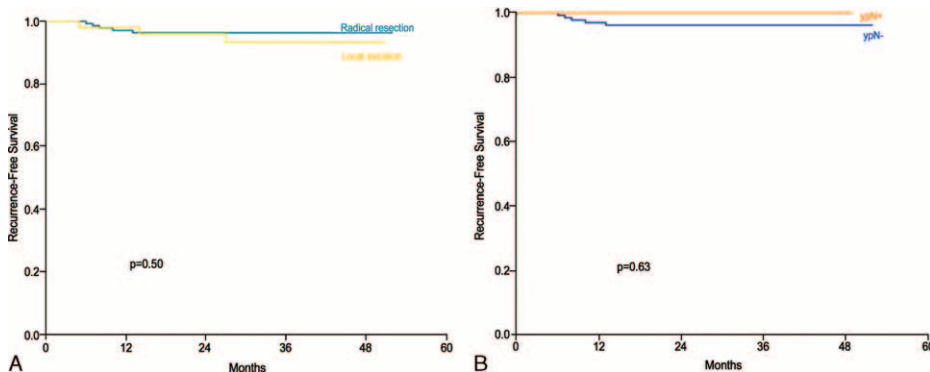 1.0
0.8
0.6
0.4
0.2
0.0
Recurrence-Free Survival
Radical resection
Local excision
p=0.50
0 12 24 36 48 60
Months
A
1.0
0.8
0.6
0.4
0.2
0.0
Recurrence-Free Survival
ypN+
ypN-
p=0.63
0 12 24 36 48 60
Months
B